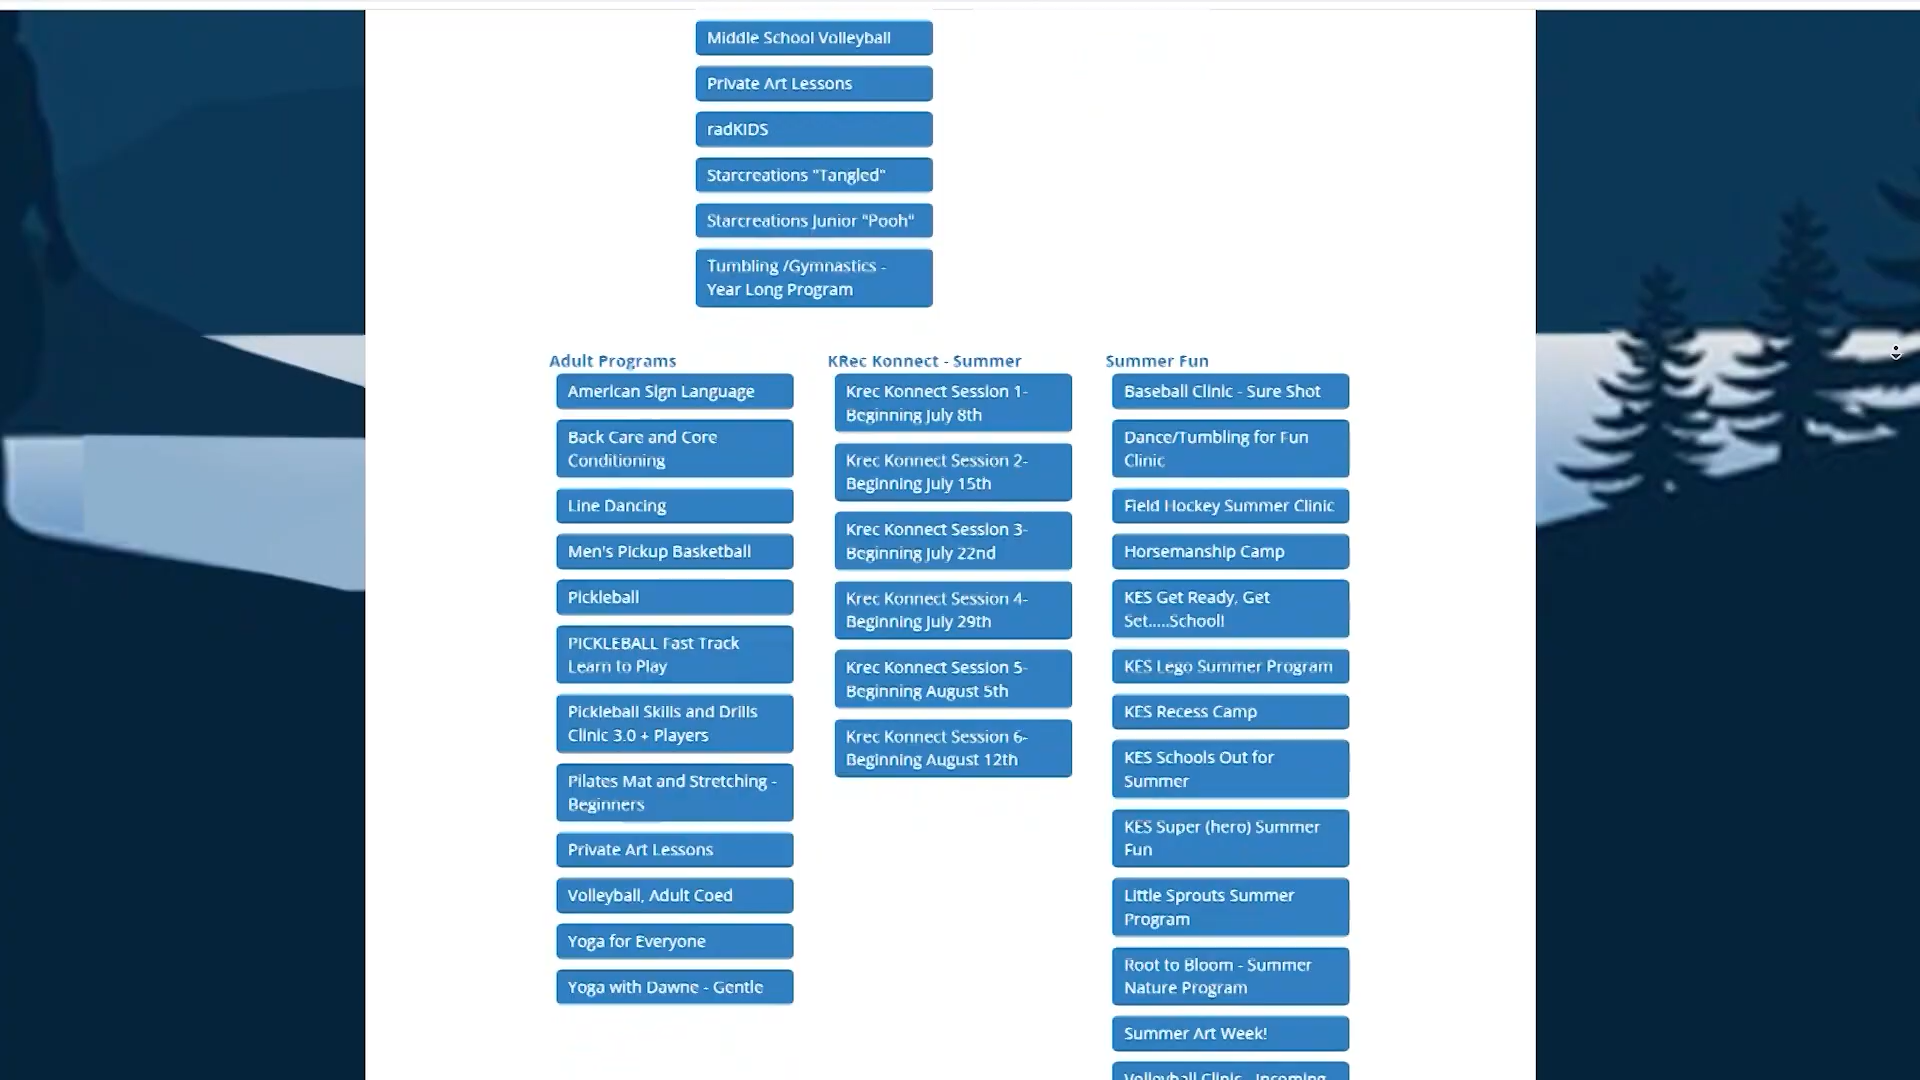 Middle School Volleyball
Private Art Lessons
radKIDS
Starcreations "Tangled"
Starcreations Junior "Pooh"
Tumbling /Gymnastics -
Year Long Program
Adult Programs
American Sign Language
Back Care and Core
Conditioning
Line Dancing
Men's Pickup Basketball
Pickleball
PICKLEBALL Fast Track
Learn to Play
Pickleball Skills and Drills
Clinic 3.0 + Players
Pilates Mat and Stretching -
Beginners
Private Art Lessons
Volleyball, Adult Coed
Yoga for Everyone
Yoga with Dawne - Gentle
KRec Konnect - Summer
Krec Konnect Session 1-
Beginning July 8th
Krec Konnect Session 2-
Beginning July 15th
Krec Konnect Session 3-
Beginning July 22nd
Krec Konnect Session 4-
Beginning July 29th
Krec Konnect Session 5-
Beginning August 5th
Krec Konnect Session 6-
Beginning August 12th
Summer Fun
Baseball Clinic - Sure Shot
Dance/Tumbling for Fun
Clinic
Field Hockey Summer Clinic
Horsemanship Camp
KES Get Ready, Get
Set.....School!
KES Lego Summer Program
KES Recess Camp
KES Schools Out for
Summer
KES Super (hero) Summer
Fun
Little Sprouts Summer
Program
Root to Bloom - Summer
Nature Program
Summer Art Week!
Volleyball Clinic - Incoming